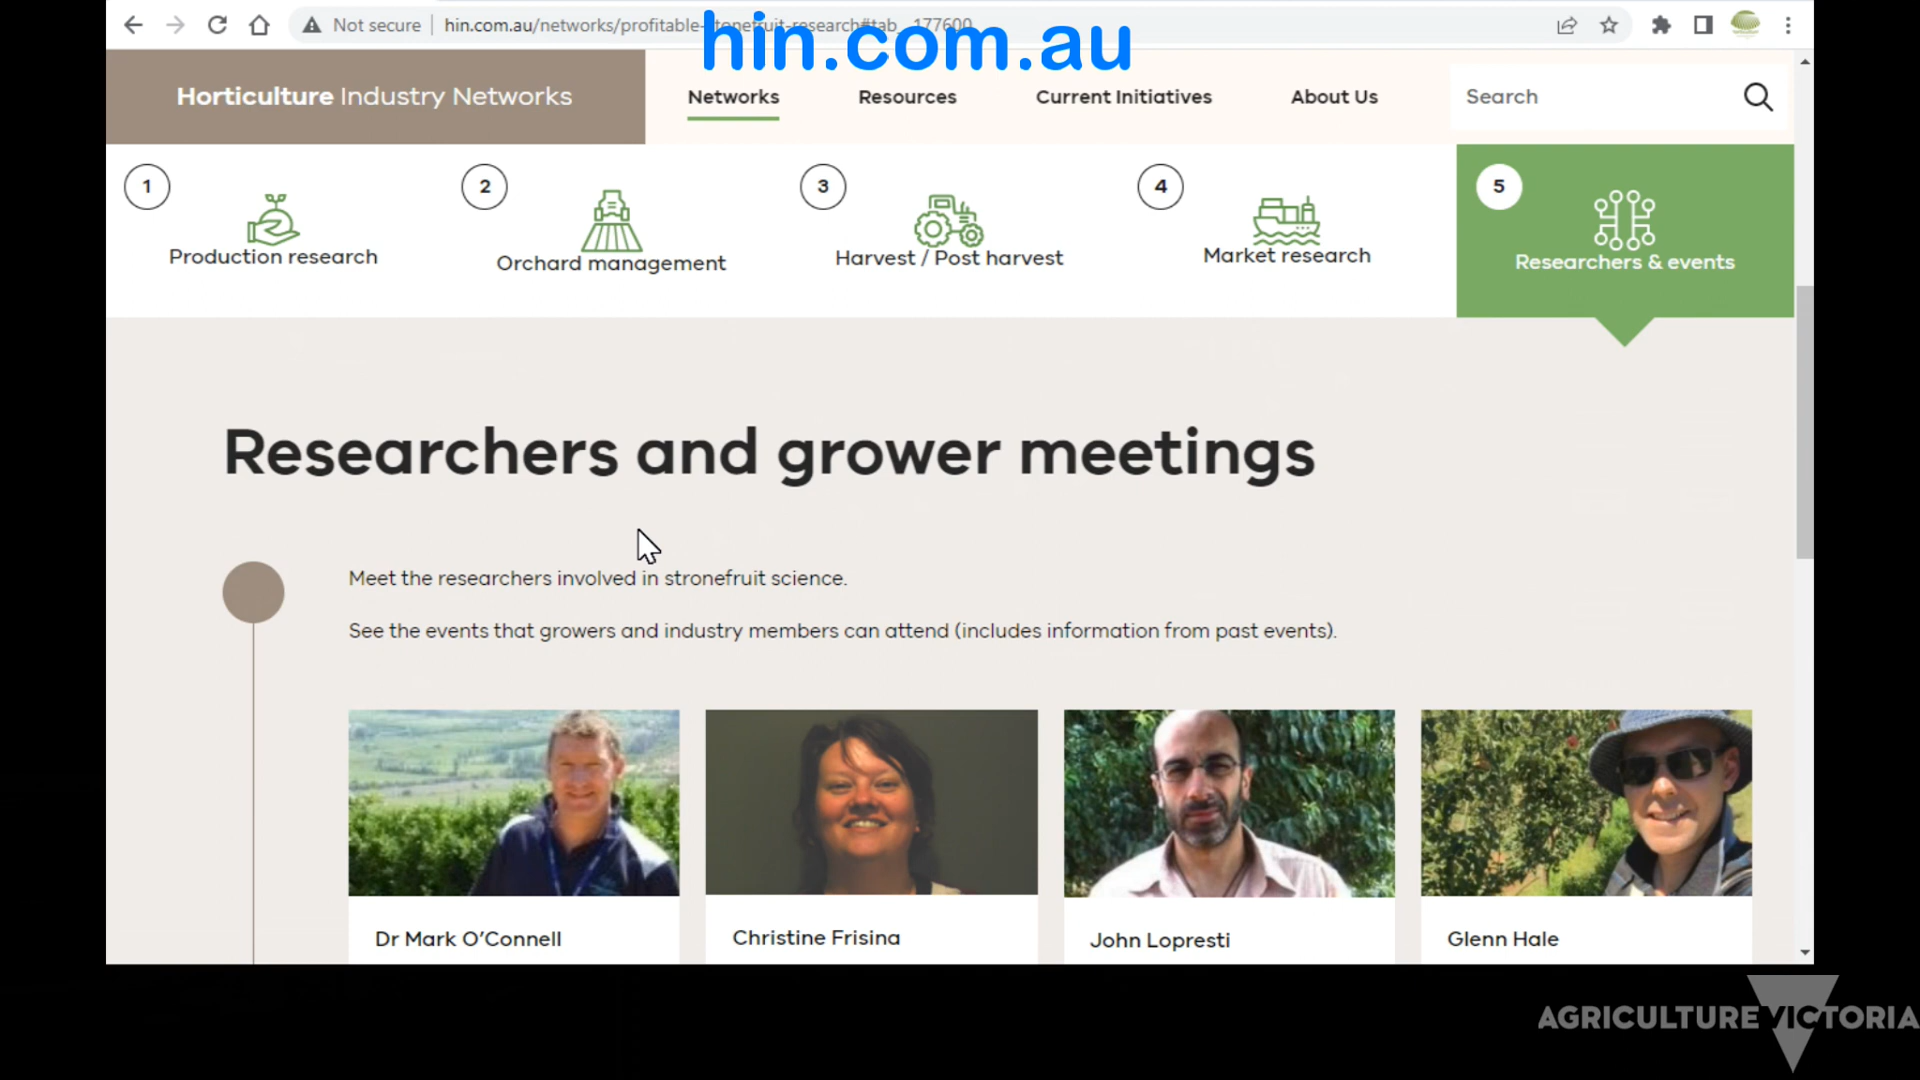 Not secure
hin.com.au/networks/profitable-stonefruit-research#tab_177600
hin.com.au
Horticulture Industry Networks
Networks
Resources
Current Initiatives
About Us
Search
1
Production research
2
Orchard management
3
Harvest / Post harvest
4
Market research
5
Researchers & events
Researchers and grower meetings
Meet the researchers involved in stronefruit science.
See the events that growers and industry members can attend (includes information from past events).
Dr Mark O'Connell
Christine Frisina
John Lopresti
Glenn Hale
AGRICULTURE VICTORIA